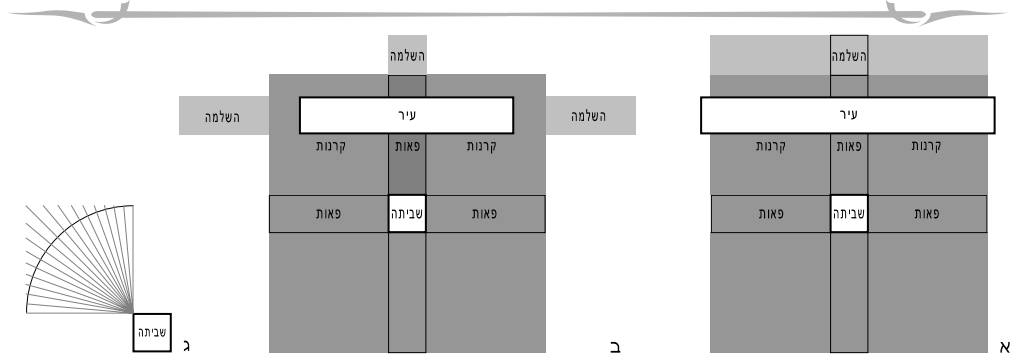 השלמה
עיר
קרנות פאות קרנות
פאות שביתה פאות
א
השלמה
השלמה עיר השלמה
קרנות פאות קרנות
פאות שביתה פאות
ב
שביתה
ג